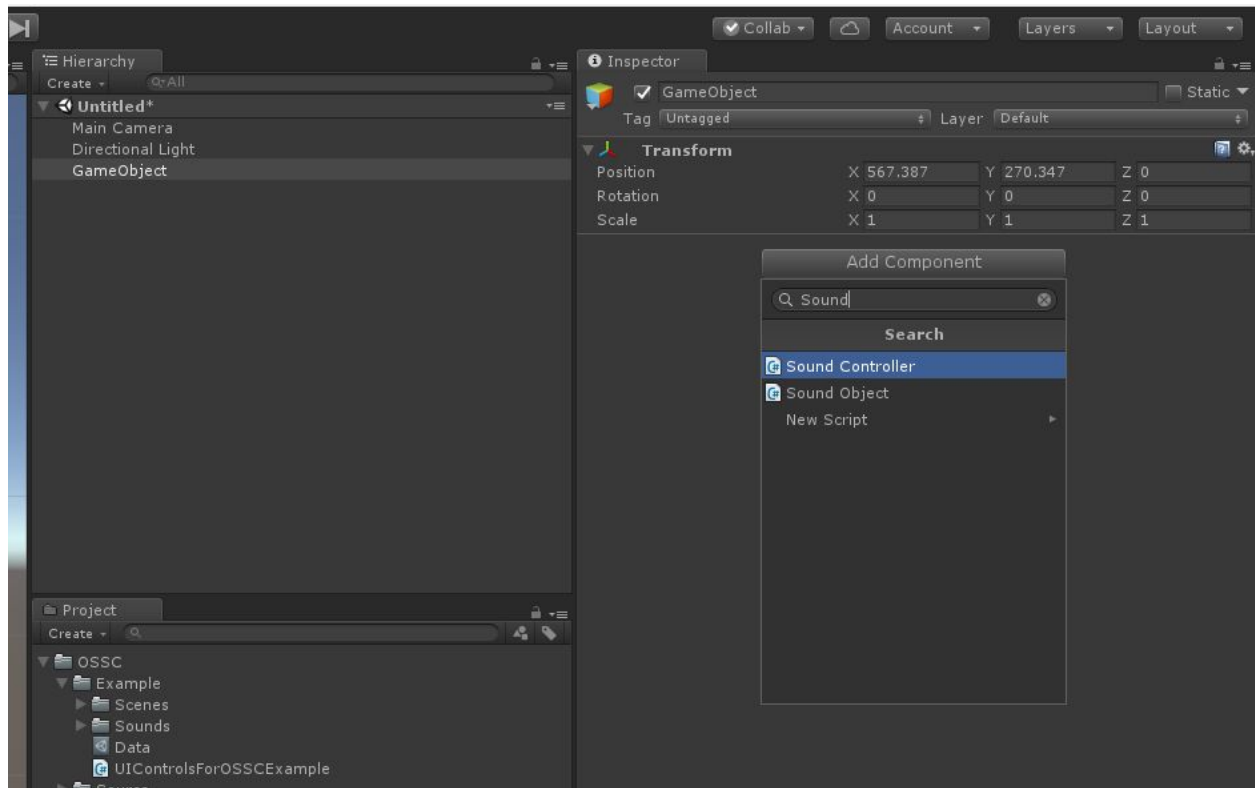 Collab
Account
Layers
Layout
Hierarchy
Create
All
Untitled*
Main Camera
Directional Light
GameObject
Inspector
GameObject
Static
Tag Untagged Layer Default
Transform
Position X 567.387 Y 270.347 Z 0
Rotation X 0 Y 0 Z 0
Scale X 1 Y 1 Z 1
Add Component
Sound
Search
Sound Controller
Sound Object
New Script
Project
Create
OSSC
Example
Scenes
Sounds
Data
UIControlsForOSSCExample